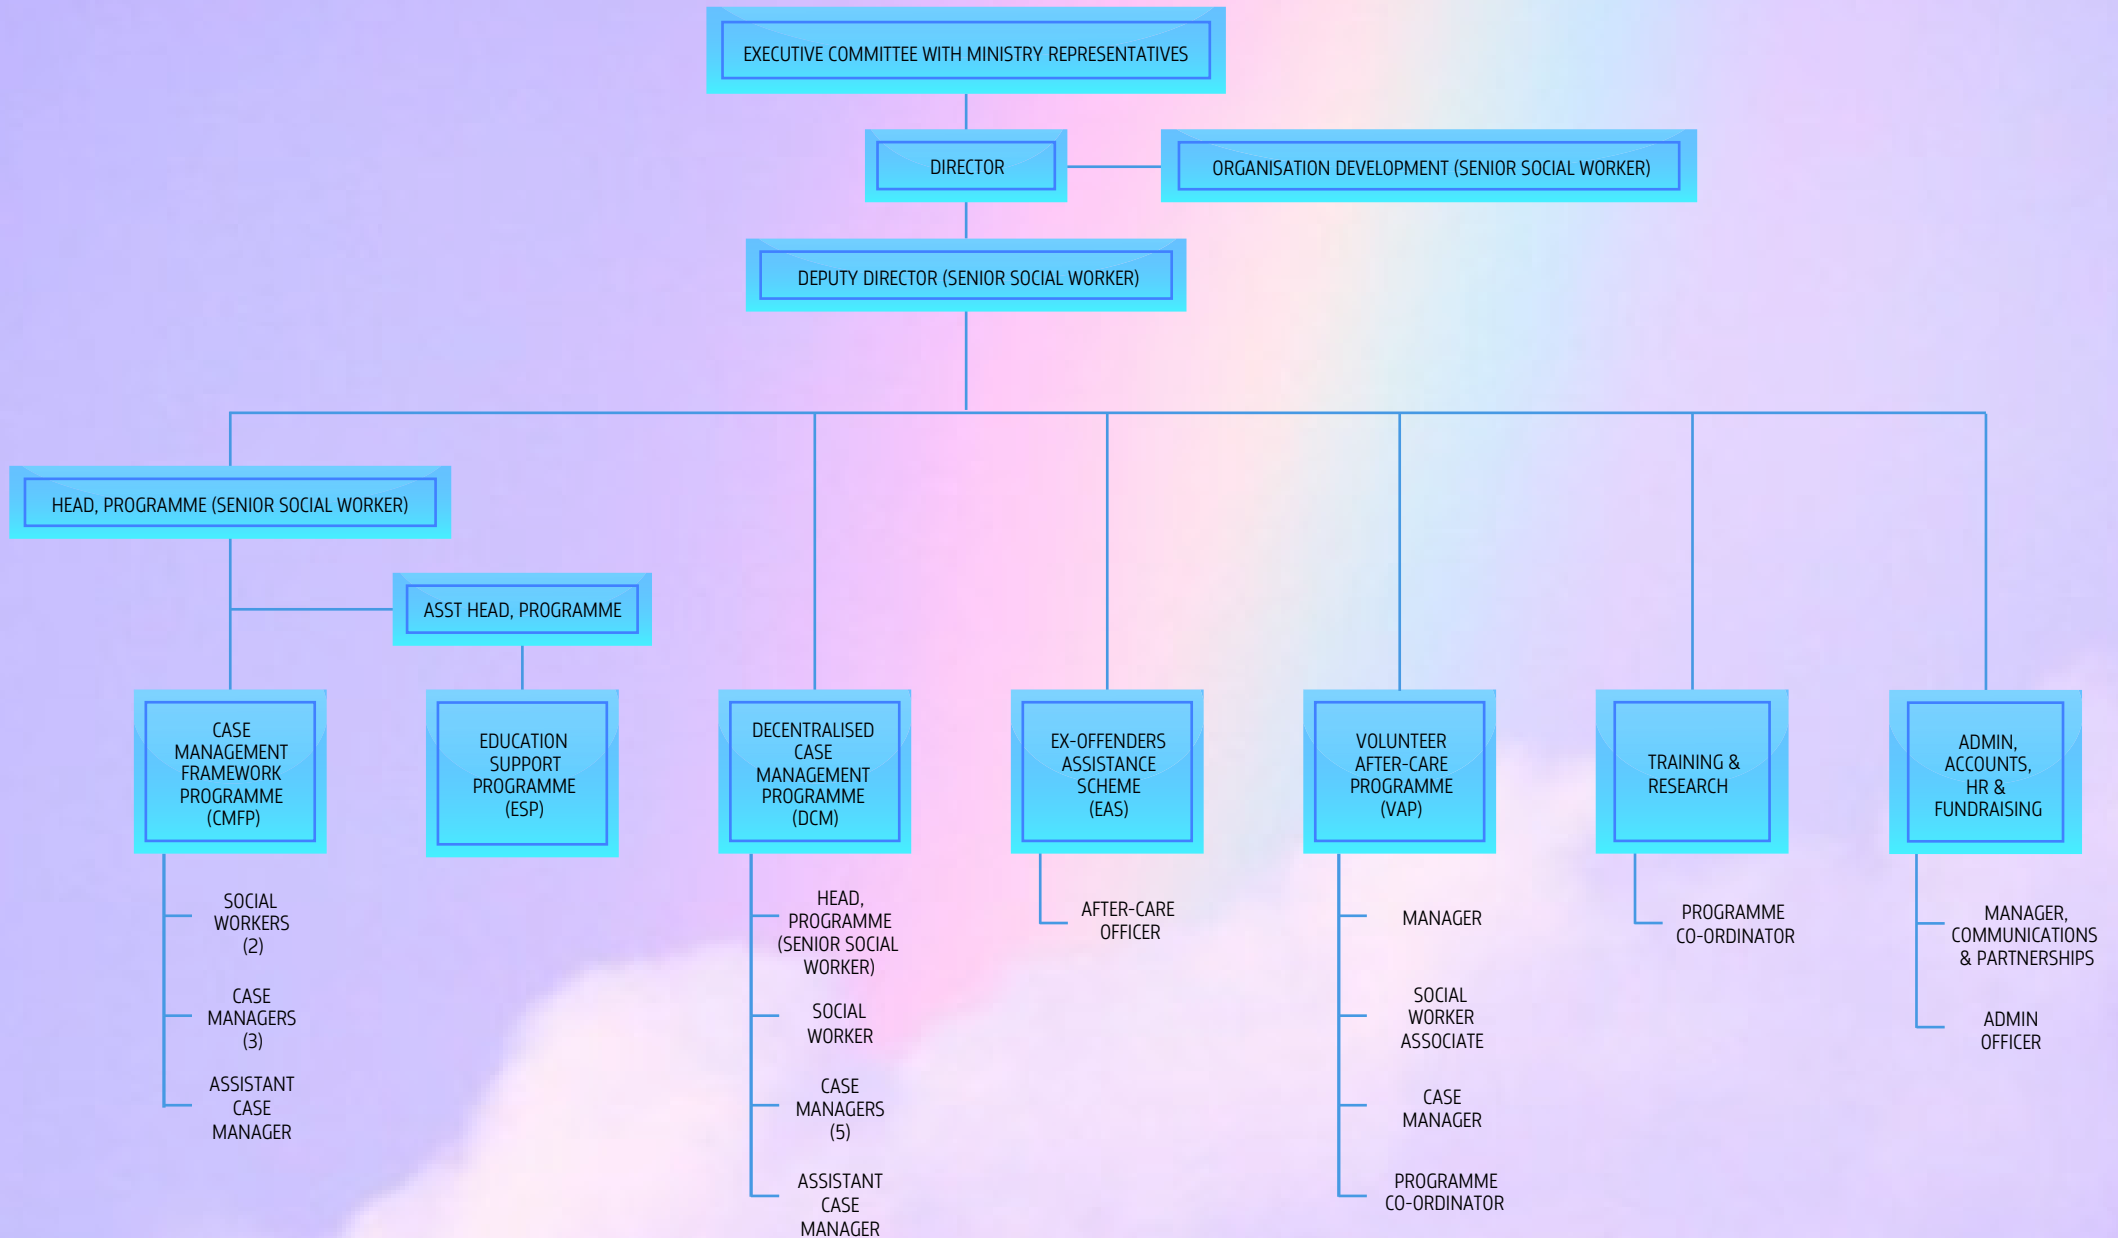 EXECUTIVE COMMITTEE WITH MINISTRY REPRESENTATIVES
DIRECTOR
ORGANISATION DEVELOPMENT (SENIOR SOCIAL WORKER)
DEPUTY DIRECTOR (SENIOR SOCIAL WORKER)
HEAD, PROGRAMME (SENIOR SOCIAL WORKER)
ASST HEAD, PROGRAMME
CASE
MANAGEMENT
FRAMEWORK
PROGRAMME
(CMFP)
SOCIAL
WORKERS
(2)
CASE
MANAGERS
(3)
ASSISTANT
CASE
MANAGER
EDUCATION
SUPPORT
PROGRAMME
(ESP)
DECENTRALISED
CASE
MANAGEMENT
PROGRAMME
(DCM)
HEAD,
PROGRAMME
(SENIOR SOCIAL
WORKER)
SOCIAL
WORKER
CASE
MANAGERS
(5)
ASSISTANT
CASE
MANAGER
EX-OFFENDERS
ASSISTANCE
SCHEME
(EAS)
AFTER-CARE
OFFICER
VOLUNTEER
AFTER-CARE
PROGRAMME
(VAP)
MANAGER
SOCIAL
WORKER
ASSOCIATE
CASE
MANAGER
PROGRAMME
CO-ORDINATOR
TRAINING &
RESEARCH
PROGRAMME
CO-ORDINATOR
ADMIN,
ACCOUNTS,
HR &
FUNDRAISING
MANAGER,
COMMUNICATIONS
& PARTNERSHIPS
ADMIN
OFFICER